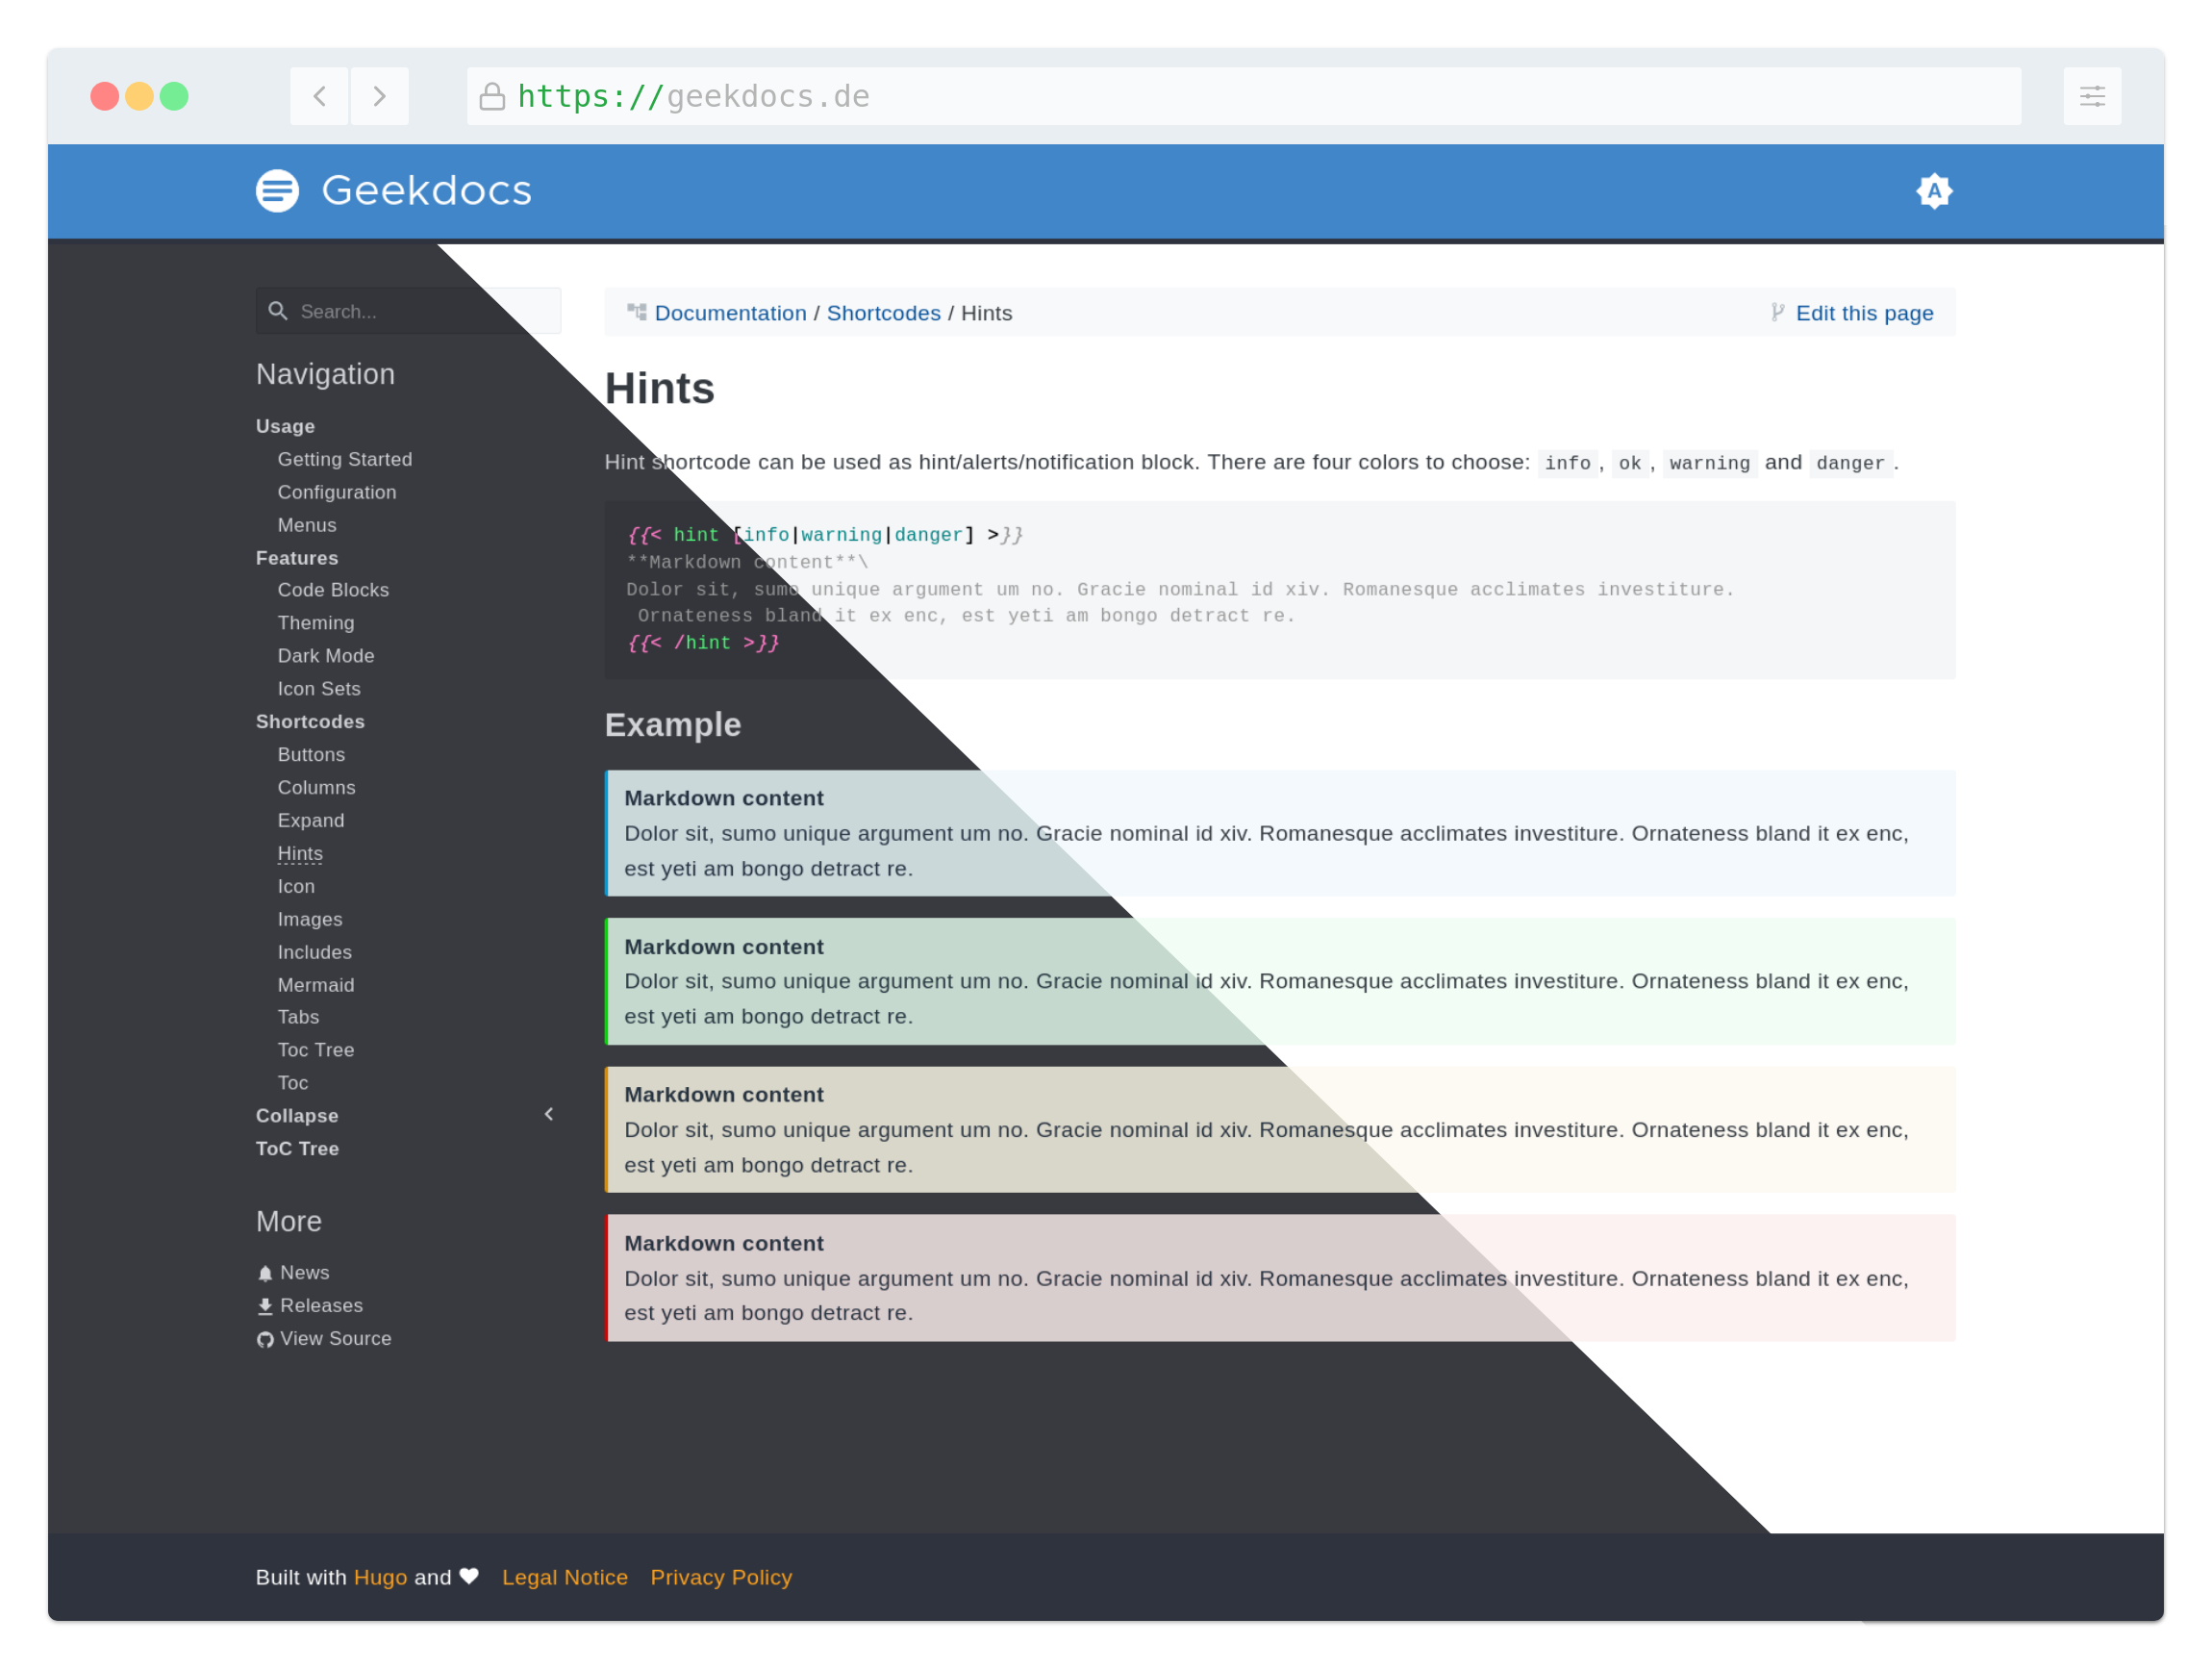 https://geekdocs.de
Geekdocs
A
Search...
Navigation
Usage
Getting Started
Configuration
Menus
Features
Code Blocks
Theming
Dark Mode
Icon Sets
Shortcodes
Buttons
Columns
Expand
Hints
Icon
Images
Includes
Mermaid
Tabs
Toc Tree
Toc
Collapse
ToC Tree
More
News
Releases
View Source
Documentation / Shortcodes / Hints
Edit this page
Hints
Hint shortcode can be used as hint/alerts/notification block. There are four colors to choose: info, ok, warning and danger.
{{< hint [info|warning|danger] >}}
**Markdown content**\
Dolor sit, sumo unique argument um no. Gracie nominal id xiv. Romanesque acclimates investiture.
 Ornateness bland it ex enc, est yeti am bongo detract re.
{{< /hint >}}
Example
Markdown content
Dolor sit, sumo unique argument um no. Gracie nominal id xiv. Romanesque acclimates investiture. Ornateness bland it ex enc,
est yeti am bongo detract re.
Markdown content
Dolor sit, sumo unique argument um no. Gracie nominal id xiv. Romanesque acclimates investiture. Ornateness bland it ex enc,
est yeti am bongo detract re.
Markdown content
Dolor sit, sumo unique argument um no. Gracie nominal id xiv. Romanesque acclimates investiture. Ornateness bland it ex enc,
est yeti am bongo detract re.
Markdown content
Dolor sit, sumo unique argument um no. Gracie nominal id xiv. Romanesque acclimates investiture. Ornateness bland it ex enc,
est yeti am bongo detract re.
Built with Hugo and ♥ Legal Notice Privacy Policy